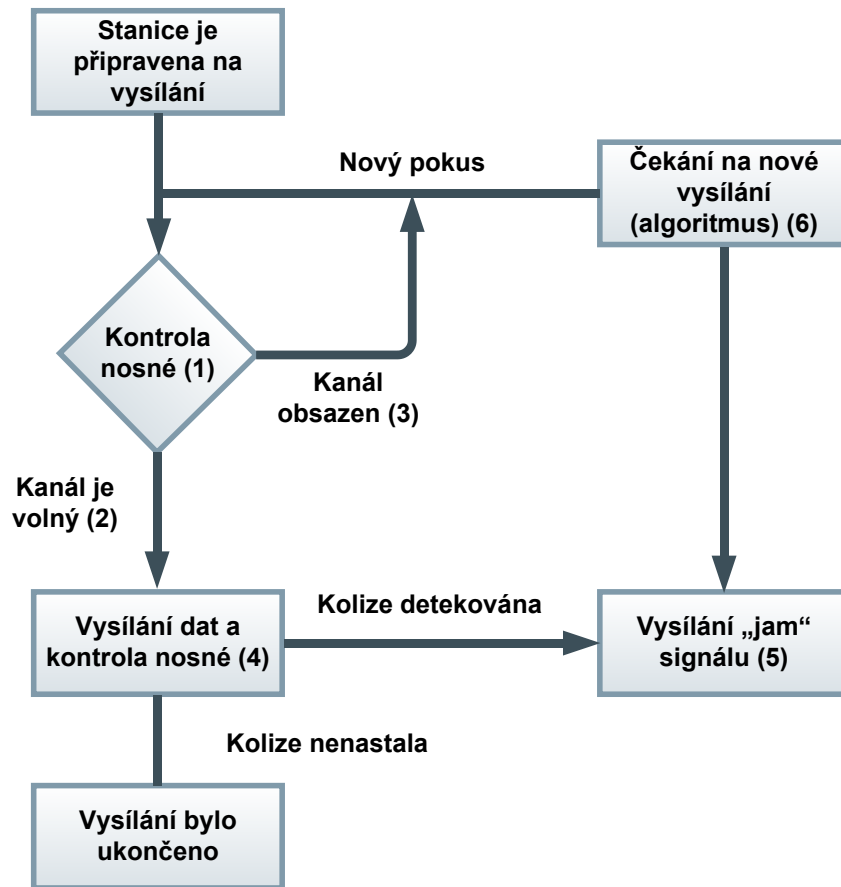 Stanice je
připravena na
vysílání
Nový pokus
Čekání na nové
vysílání
(algoritmus) (6)
Kontrola
nosné (1)
Kanál
obsazen (3)
Kanál je
volný (2)
Vysílání dat a
kontrola nosné (4)
Kolize detekována
Vysílání „jam“
signálu (5)
Kolize nenastala
Vysílání bylo
ukončeno